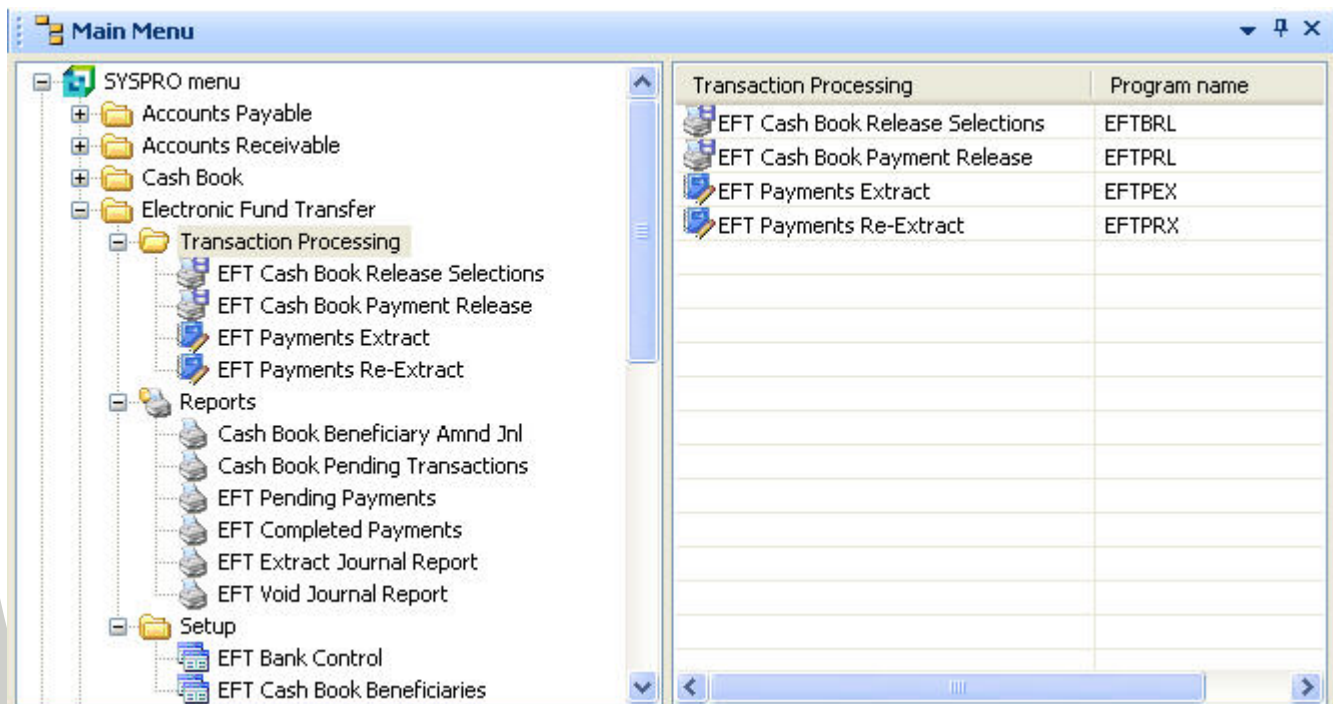 Main Menu
SYSPRO menu
Accounts Payable
Accounts Receivable
Cash Book
Electronic Fund Transfer
Transaction Processing
EFT Cash Book Release Selections
EFT Cash Book Payment Release
EFT Payments Extract
EFT Payments Re-Extract
Reports
Cash Book Beneficiary Amnd Jnl
Cash Book Pending Transactions
EFT Pending Payments
EFT Completed Payments
EFT Extract Journal Report
EFT Void Journal Report
Setup
EFT Bank Control
EFT Cash Book Beneficiaries
Transaction Processing Program name
EFT Cash Book Release Selections EFTBRL
EFT Cash Book Payment Release EFTPRL
EFT Payments Extract EFTPEX
EFT Payments Re-Extract EFTPRX